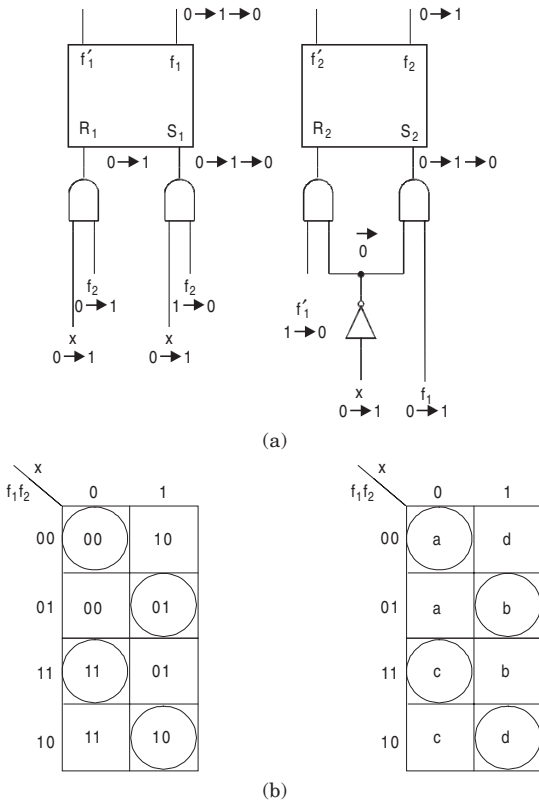 0→1→0
0→1
f′1 f1
f′2 f2
R1 S1
R2 S2
0→1
0→1→0
0→1→0
→
0
f2
0→1
f2
1→0
f′1
1→0
x
0→1
x
0→1
x
0→1
f1
0→1
(a)
x
f1f2
0 1
00 00 10
01 00 01
11 11 01
10 11 10
x
f1f2
0 1
00 a d
01 a b
11 c b
10 c d
(b)